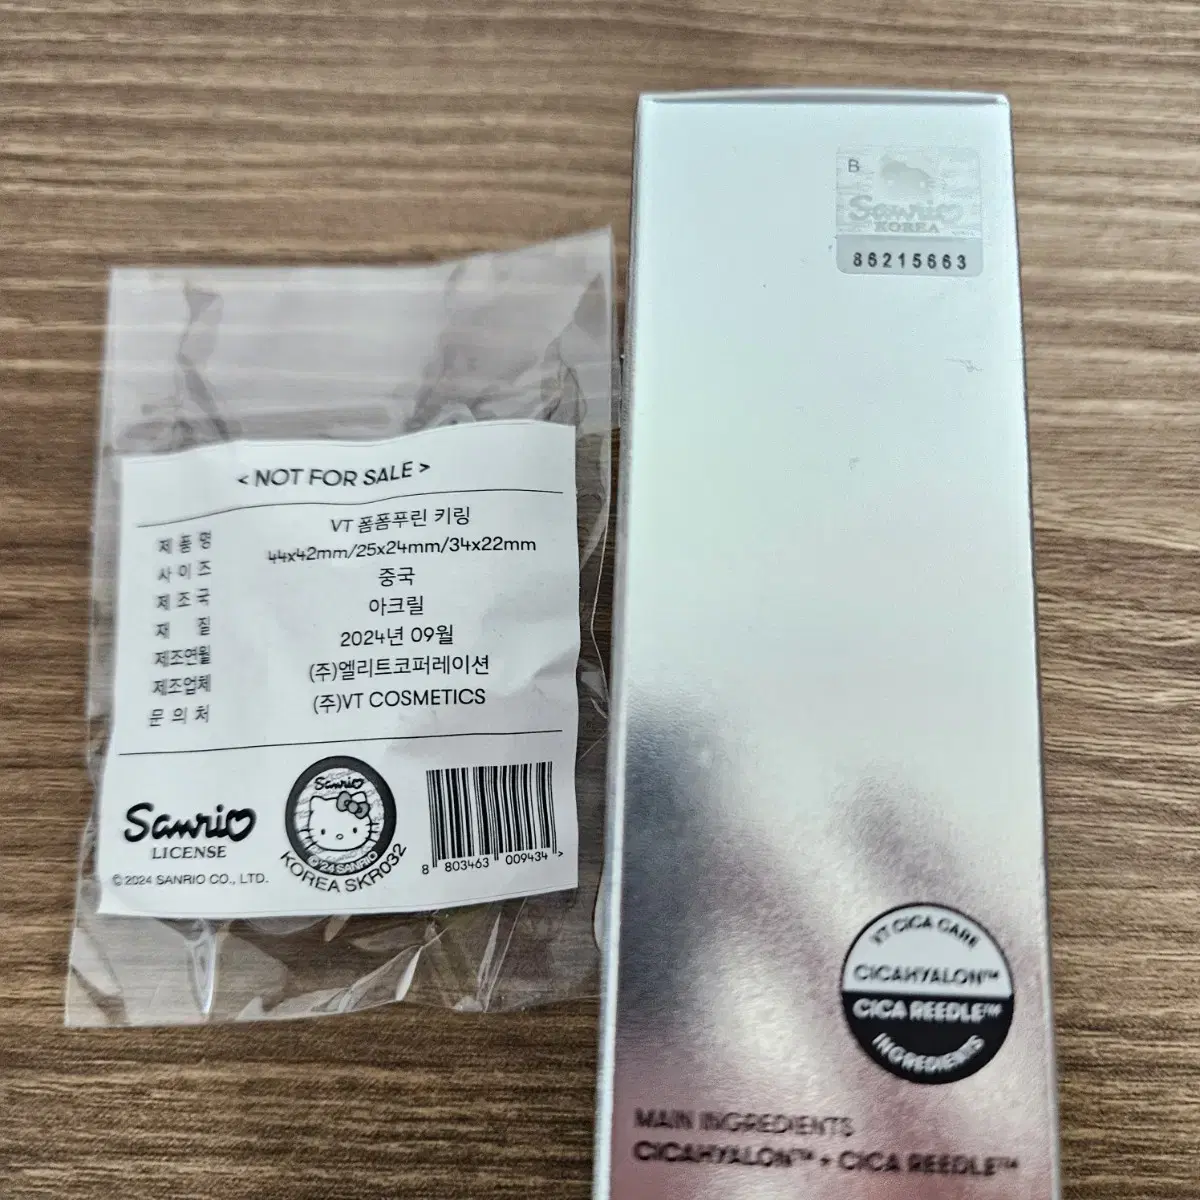 < NOT FOR SALE >
제 품 명 VT 폼폼푸린 키링
사 이 즈 44x42mm/25x24mm/34x22mm
제 조 국 중국
재 질 아크릴
제조연월 2024년 09월
제조업체 (주)엘리트코퍼레이션
문 의 처 (주)VT COSMETICS
Sanrio
LICENSE
©2024 SANRIO CO., LTD.
Sanrio
©'24 SANRIO
KOREA SKR032
8 803463 009434 >
B
Sanrio
KOREA
86215663
VT CICA CARE
CICAHYALON™
CICA REEDLE™
INGREDIENTS
MAIN INGREDIENTS
CICAHYALON™ + CICA REEDLE™